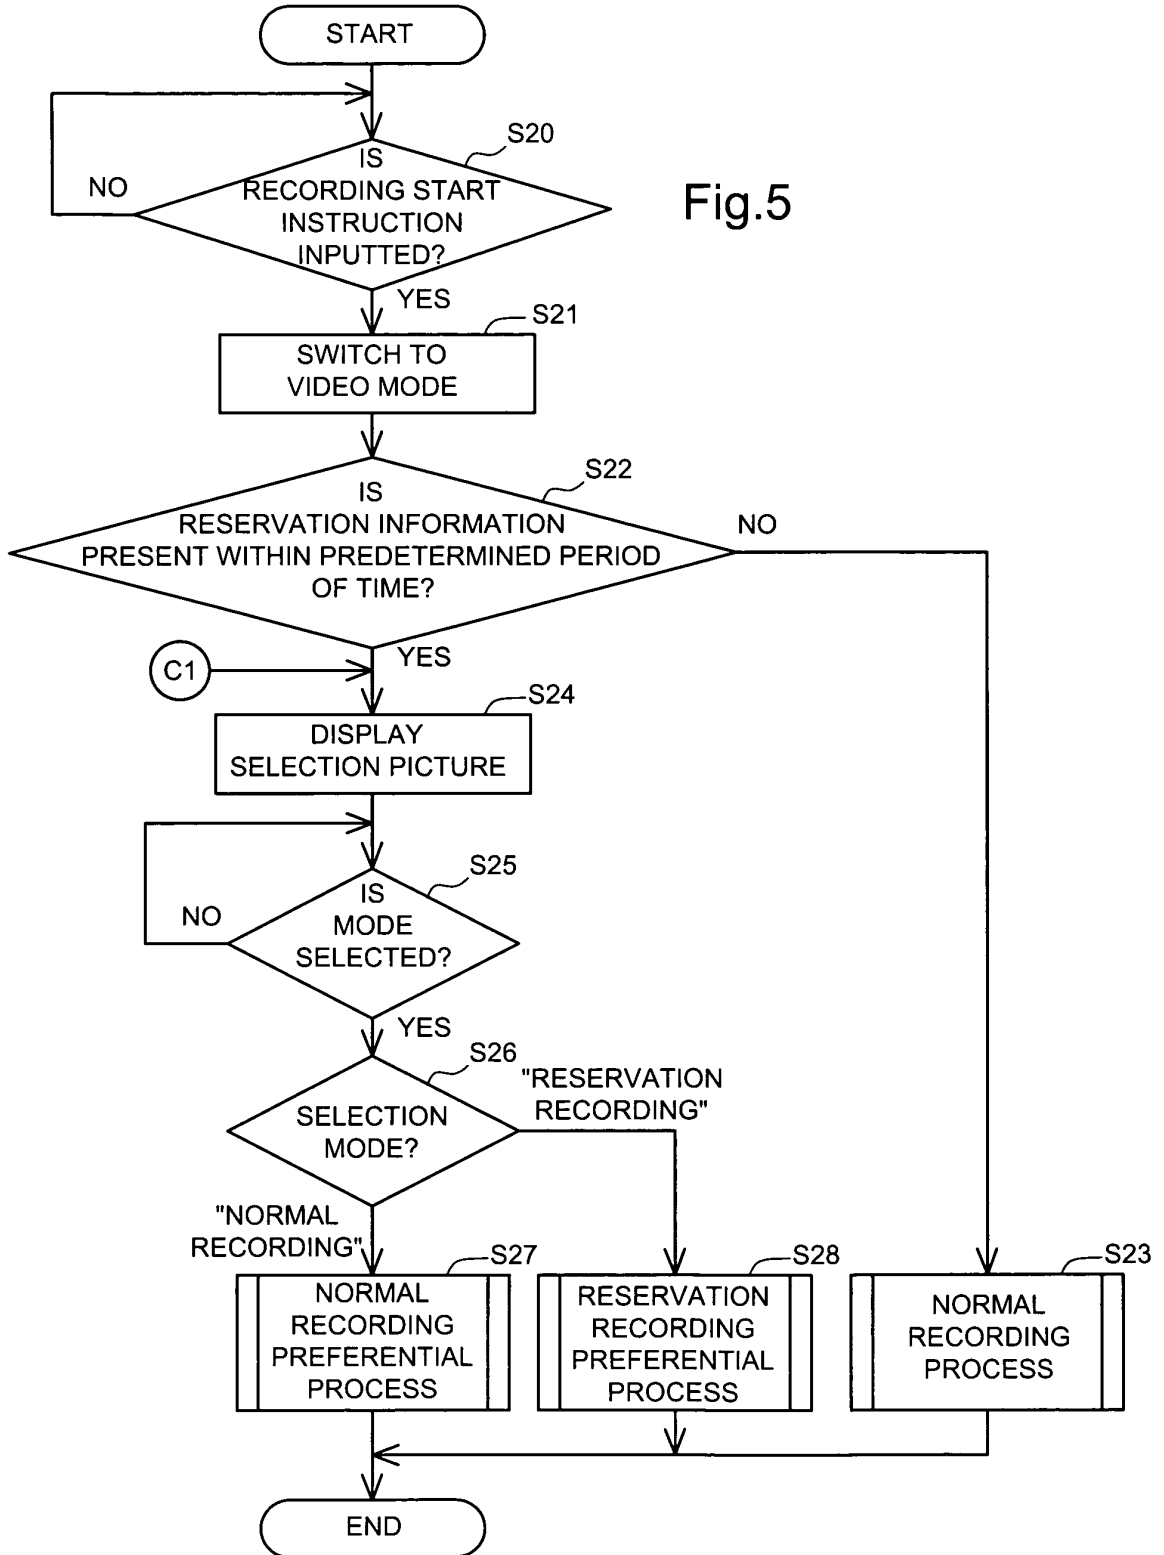 START
S20
IS
RECORDING START
INSTRUCTION
INPUTTED?
NO
Fig.5
YES
S21
SWITCH TO
VIDEO MODE
S22
IS
RESERVATION INFORMATION
PRESENT WITHIN PREDETERMINED PERIOD
OF TIME?
NO
YES
C1
S24
DISPLAY
SELECTION PICTURE
S25
IS
MODE
SELECTED?
NO
YES
S26
SELECTION
MODE?
"RESERVATION
RECORDING"
"NORMAL
RECORDING"
S27
NORMAL
RECORDING
PREFERENTIAL
PROCESS
S28
RESERVATION
RECORDING
PREFERENTIAL
PROCESS
S23
NORMAL
RECORDING
PROCESS
END